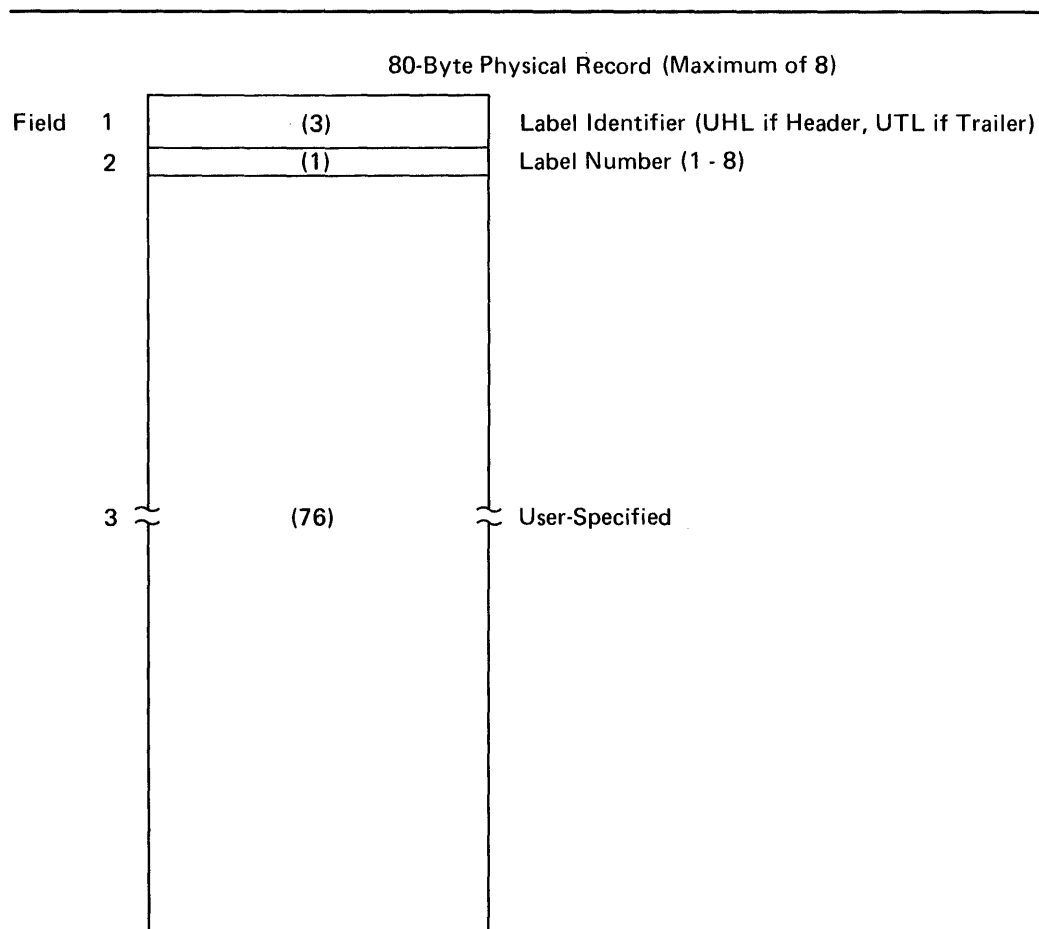 80-Byte Physical Record (Maximum of 8)
Field 1 (3) Label Identifier (UHL if Header, UTL if Trailer)
2 (1) Label Number (1 - 8)
3 (76) User-Specified